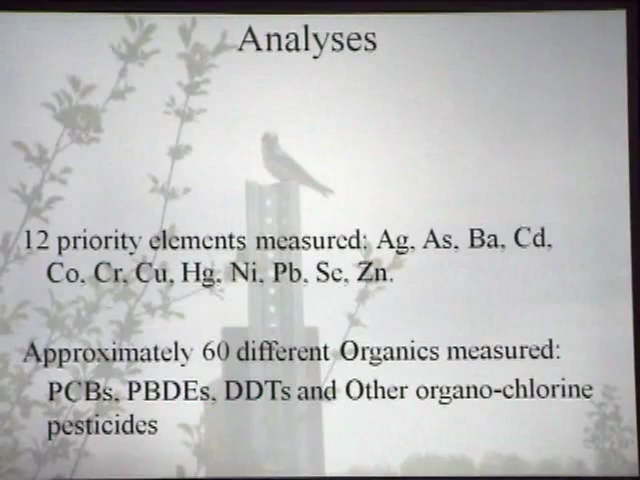 Analyses
12 priority elements measured: Ag, As, Ba, Cd,
Co, Cr, Cu, Hg, Ni, Pb, Se, Zn.
Approximately 60 different Organics measured:
PCBs, PBDEs, DDTs and Other organo-chlorine
pesticides